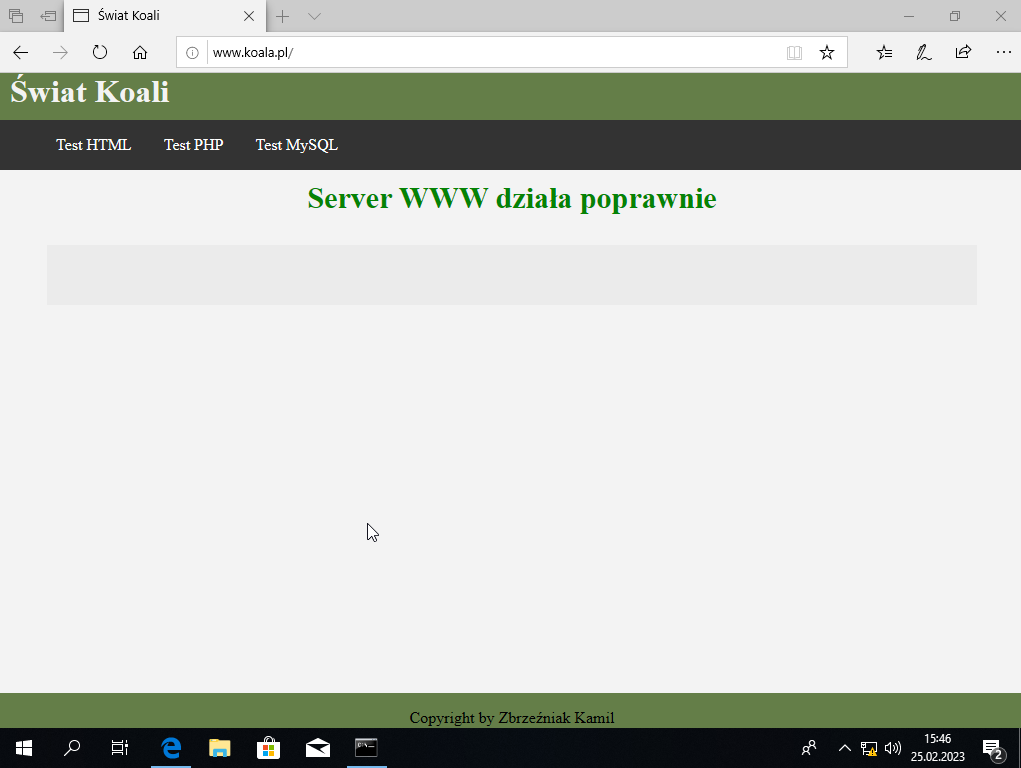 Świat Koali
www.koala.pl/
Świat Koali
Test HTML Test PHP Test MySQL
Server WWW działa poprawnie
Copyright by Zbrzeźniak Kamil
15:46
25.02.2023
2